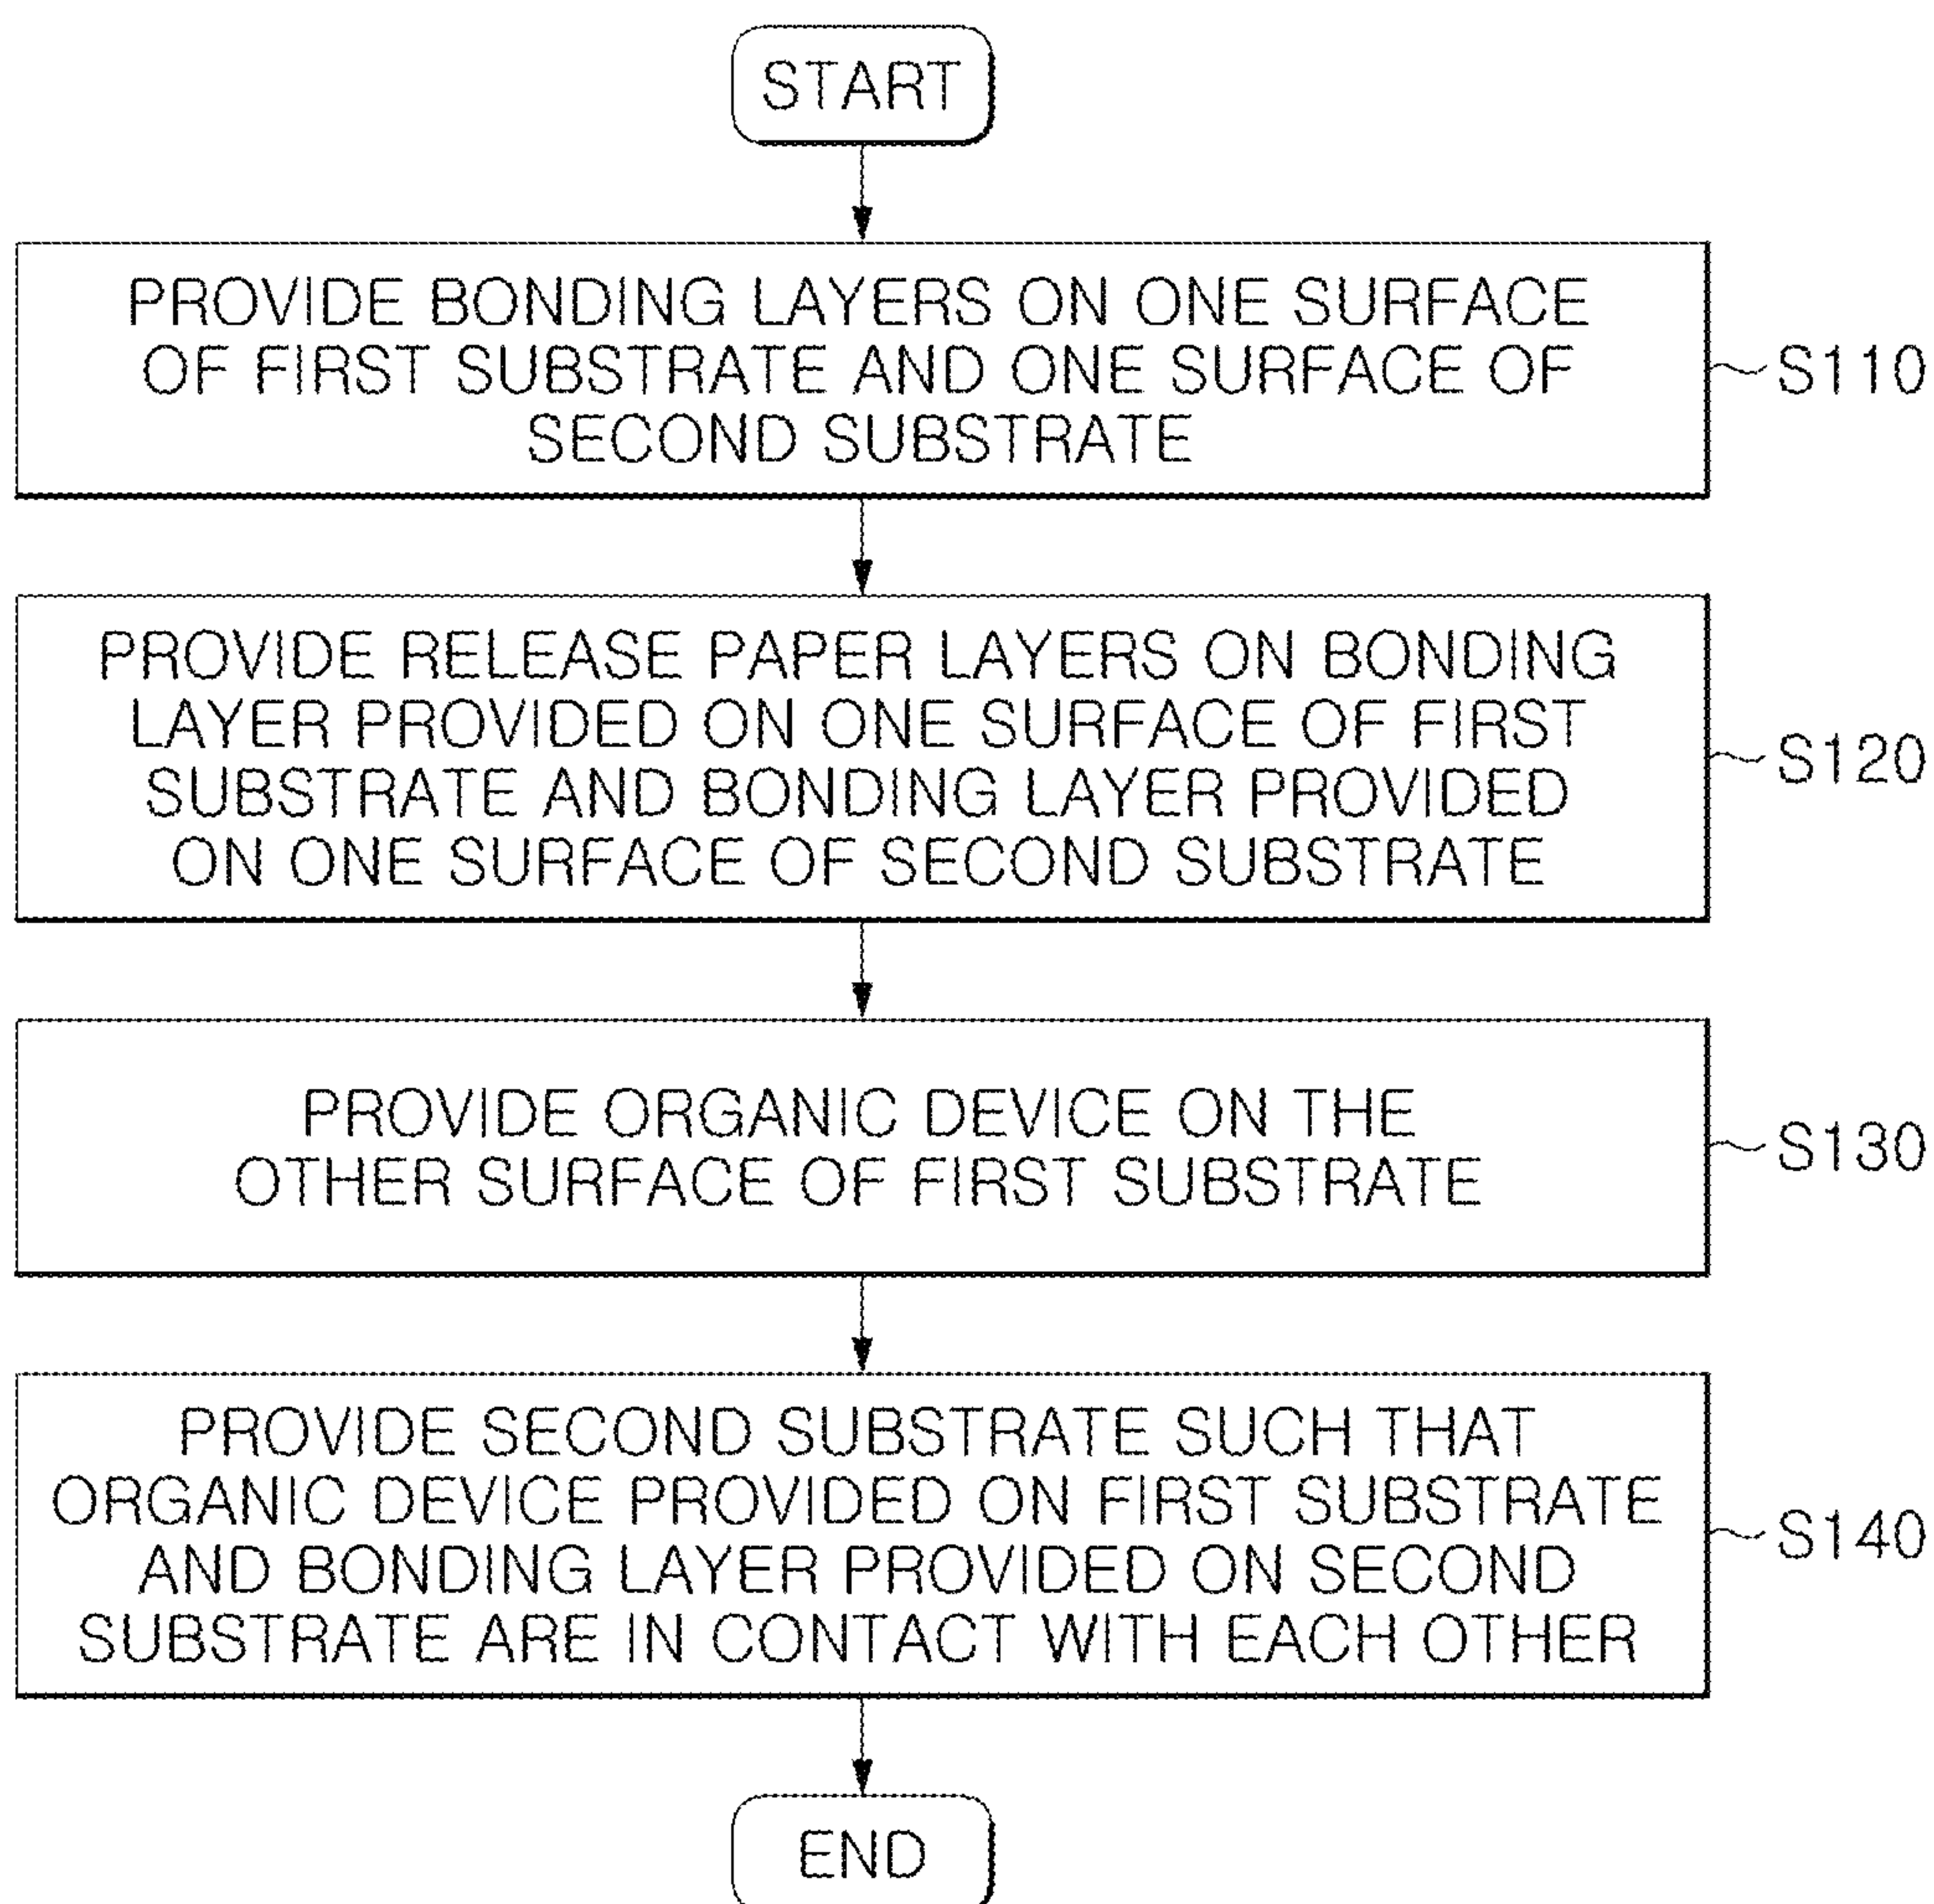 START
PROVIDE BONDING LAYERS ON ONE SURFACE
OF FIRST SUBSTRATE AND ONE SURFACE OF
SECOND SUBSTRATE
S110
PROVIDE RELEASE PAPER LAYERS ON BONDING
LAYER PROVIDED ON ONE SURFACE OF FIRST
SUBSTRATE AND BONDING LAYER PROVIDED
ON ONE SURFACE OF SECOND SUBSTRATE
S120
PROVIDE ORGANIC DEVICE ON THE
OTHER SURFACE OF FIRST SUBSTRATE
S130
PROVIDE SECOND SUBSTRATE SUCH THAT
ORGANIC DEVICE PROVIDED ON FIRST SUBSTRATE
AND BONDING LAYER PROVIDED ON SECOND
SUBSTRATE ARE IN CONTACT WITH EACH OTHER
S140
END